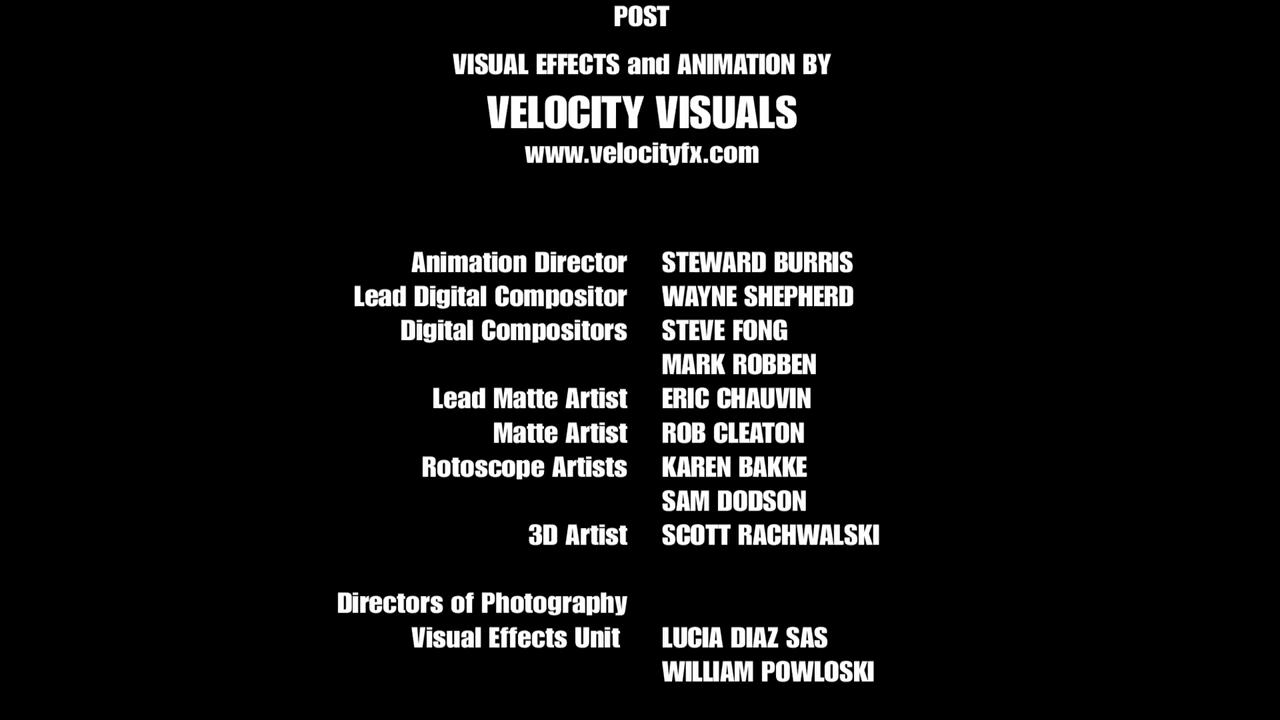 POST
VISUAL EFFECTS and ANIMATION BY
VELOCITY VISUALS
www.velocityfx.com
Animation Director STEWARD BURRIS
Lead Digital Compositor WAYNE SHEPHERD
Digital Compositors STEVE FONG
MARK ROBBEN
Lead Matte Artist ERIC CHAUVIN
Matte Artist ROB CLEATON
Rotoscope Artists KAREN BAKKE
SAM DODSON
3D Artist SCOTT RACHWALSKI
Directors of Photography
Visual Effects Unit LUCIA DIAZ SAS
WILLIAM POWLOSKI